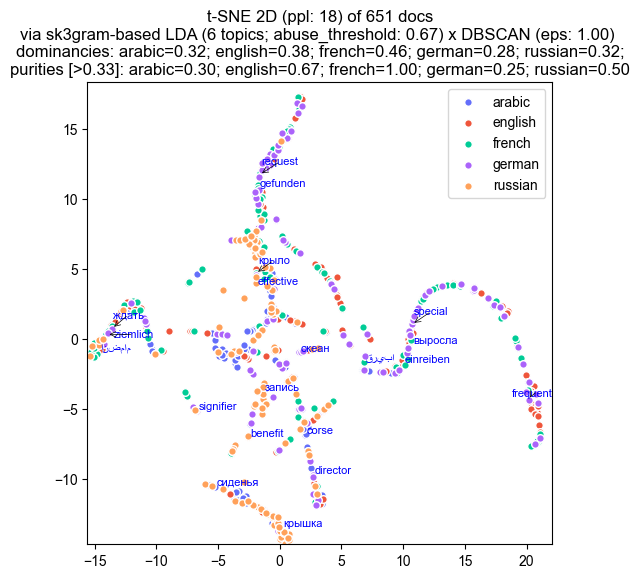 t-SNE 2D (ppl: 18) of 651 docs
via sk3gram-based LDA (6 topics; abuse_threshold: 0.67) x DBSCAN (eps: 1.00)
dominancies: arabic=0.32; english=0.38; french=0.46; german=0.28; russian=0.32;
purities [>0.33]: arabic=0.30; english=0.67; french=1.00; german=0.25; russian=0.50
arabic
english
french
german
russian
15
10
5
0
−5
−10
request
gefunden
крыло
effective
ждать
ziemlich
океан
special
выросла
einreiben
запись
signifier
benefit
corse
frequent
director
сиденья
крышка
−15
−10
−5
0
5
10
15
20